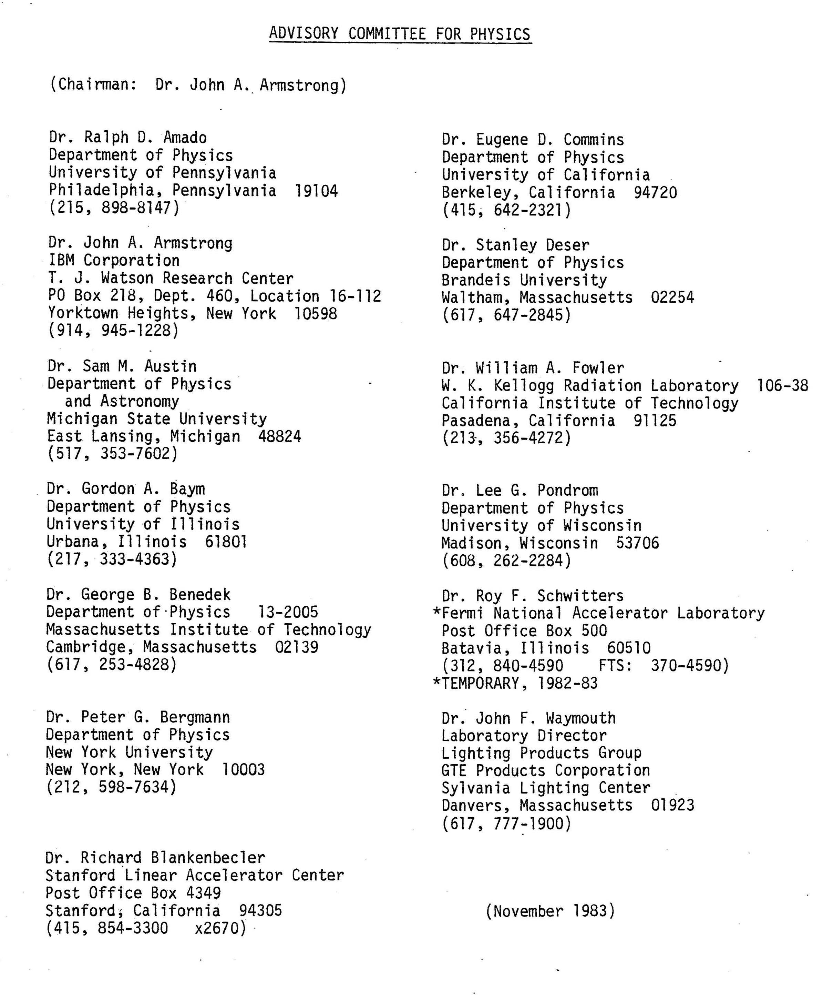 ADVISORY COMMITTEE FOR PHYSICS
(Chairman: Dr. John A. Armstrong)
Dr. Ralph D. Amado
Department of Physics
University of Pennsylvania
Philadelphia, Pennsylvania 19104
(215, 898-8147)
Dr. John A. Armstrong
IBM Corporation
T. J. Watson Research Center
PO Box 218, Dept. 460, Location 16-112
Yorktown Heights, New York 10598
(914, 945-1228)
Dr. Sam M. Austin
Department of Physics
and Astronomy
Michigan State University
East Lansing, Michigan 48824
(517, 353-7602)
Dr. Gordon A. Baym
Department of Physics
University of Illinois
Urbana, Illinois 61801
(217, 333-4363)
Dr. George B. Benedek
Department of Physics 13-2005
Massachusetts Institute of Technology
Cambridge, Massachusetts 02139
(617, 253-4828)
Dr. Peter G. Bergmann
Department of Physics
New York University
New York, New York 10003
(212, 598-7634)
Dr. Richard Blankenbecler
Stanford Linear Accelerator Center
Post Office Box 4349
Stanford, California 94305
(415, 854-3300 x2670)
Dr. Eugene D. Commins
Department of Physics
University of California
Berkeley, California 94720
(415, 642-2321)
Dr. Stanley Deser
Department of Physics
Brandeis University
Waltham, Massachusetts 02254
(617, 647-2845)
Dr. William A. Fowler
W. K. Kellogg Radiation Laboratory 106-38
California Institute of Technology
Pasadena, California 91125
(213, 356-4272)
Dr. Lee G. Pondrom
Department of Physics
University of Wisconsin
Madison, Wisconsin 53706
(608, 262-2284)
Dr. Roy F. Schwitters
*Fermi National Accelerator Laboratory
Post Office Box 500
Batavia, Illinois 60510
(312, 840-4590 FTS: 370-4590)
*TEMPORARY, 1982-83
Dr. John F. Waymouth
Laboratory Director
Lighting Products Group
GTE Products Corporation
Sylvania Lighting Center
Danvers, Massachusetts 01923
(617, 777-1900)
(November 1983)